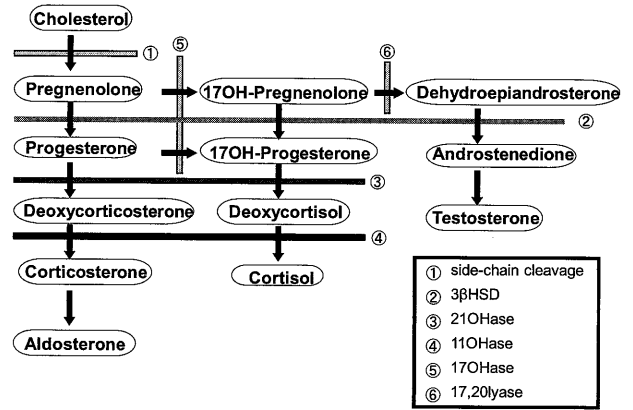 Cholesterol
①
⑤
⑥
Pregnenolone
17OH-Pregnenolone
Dehydroepiandrosterone
②
Progesterone
17OH-Progesterone
Androstenedione
③
Deoxycorticosterone
Deoxycortisol
Testosterone
④
Corticosterone
Cortisol
Aldosterone
① side-chain cleavage
② 3βHSD
③ 21OHase
④ 11OHase
⑤ 17OHase
⑥ 17,20lyase